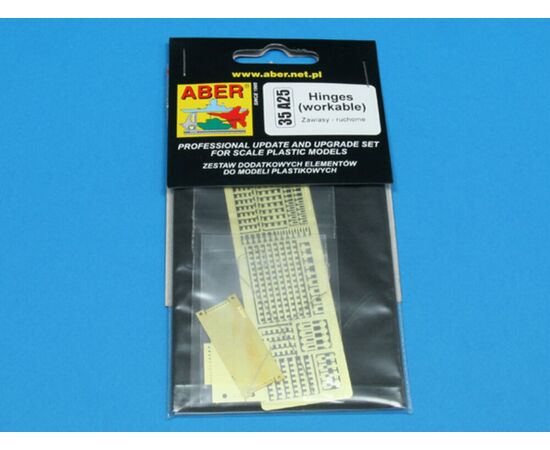 www.aber.net.pl
ABER®
SINCE 1995
35 A25
Hinges
(workable)
Zawiasy - ruchome
PROFESSIONAL UPDATE AND UPGRADE SET
FOR SCALE PLASTIC MODELS
ZESTAW DODATKOWYCH ELEMENTÓW
DO MODELI PLASTIKOWYCH